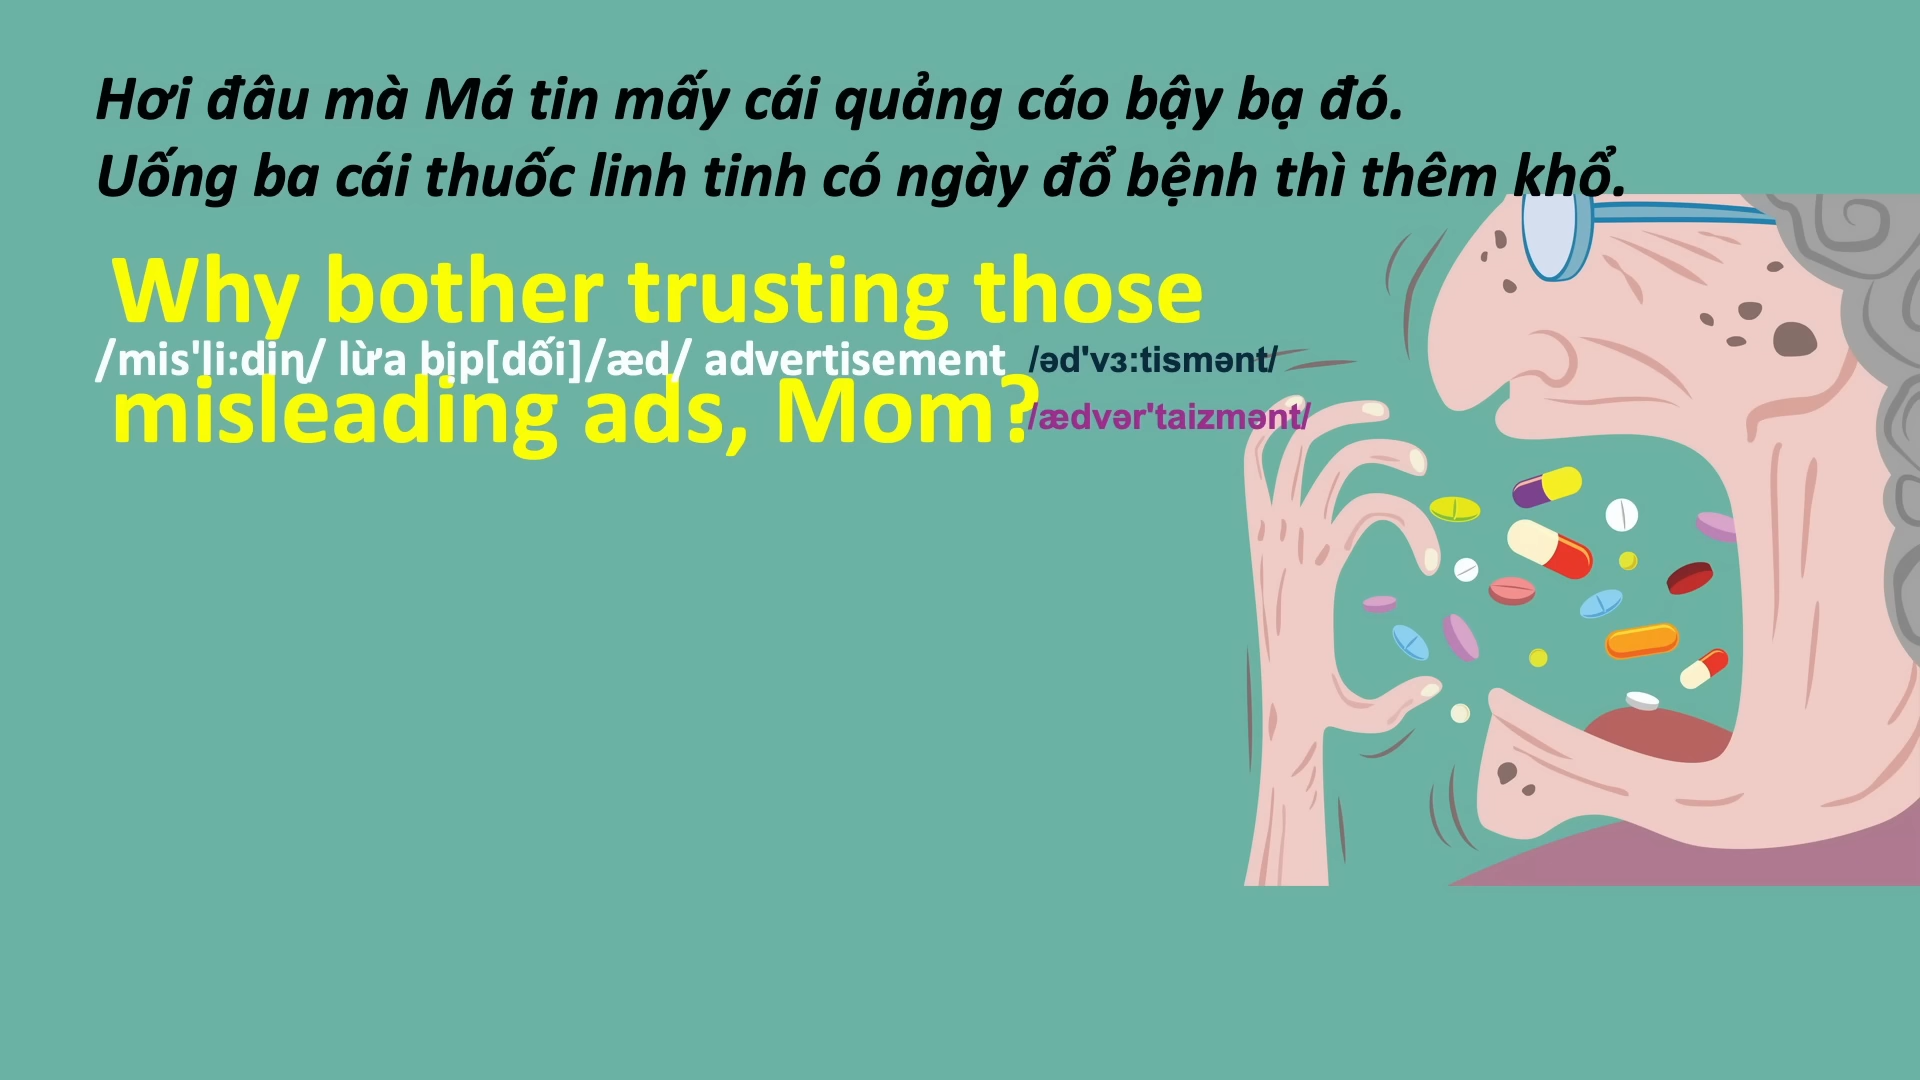 Hơi đâu mà Má tin mấy cái quảng cáo bậy bạ đó.
Uống ba cái thuốc linh tinh có ngày đổ bệnh thì thêm khổ.
Why bother trusting those
/mis'li:diɳ/ lừa bịp[dối]/æd/ advertisement /əd'vɜ:tismənt/
misleading ads, Mom?
/ædvər'taizmənt/